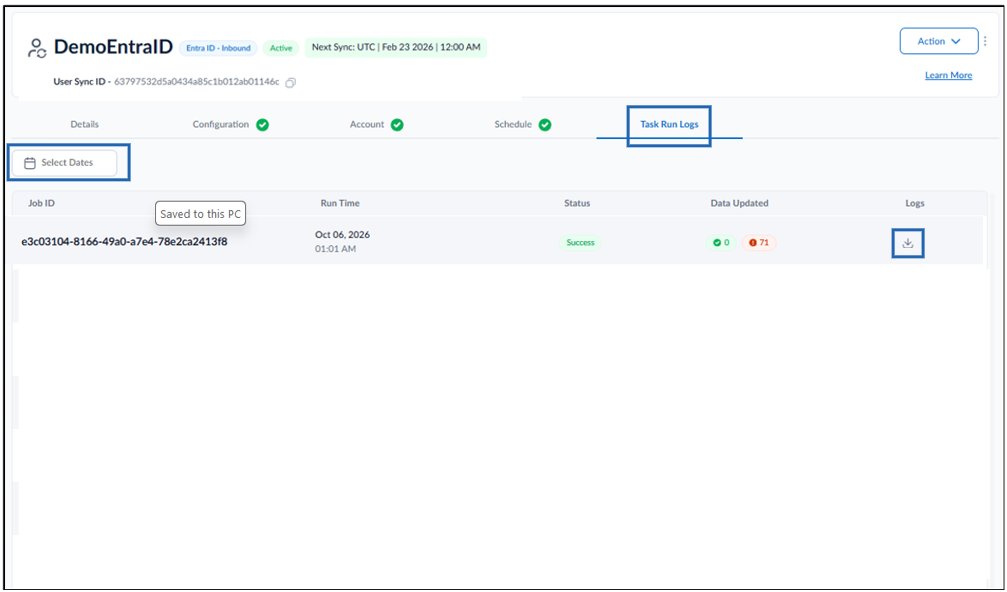 DemoEntraID Entra ID - Inbound Active Next Sync: UTC | Feb 23 2026 | 12:00 AM Action
User Sync ID - 63797532d5a0434a85c1b012ab01146c Learn More
Details Configuration Account Schedule Task Run Logs
Select Dates
Job ID Run Time Status Data Updated Logs
Saved to this PC
e3c03104-8166-49a0-a7e4-78e2ca2413f8 Oct 06, 2026 Success 0 71
01:01 AM